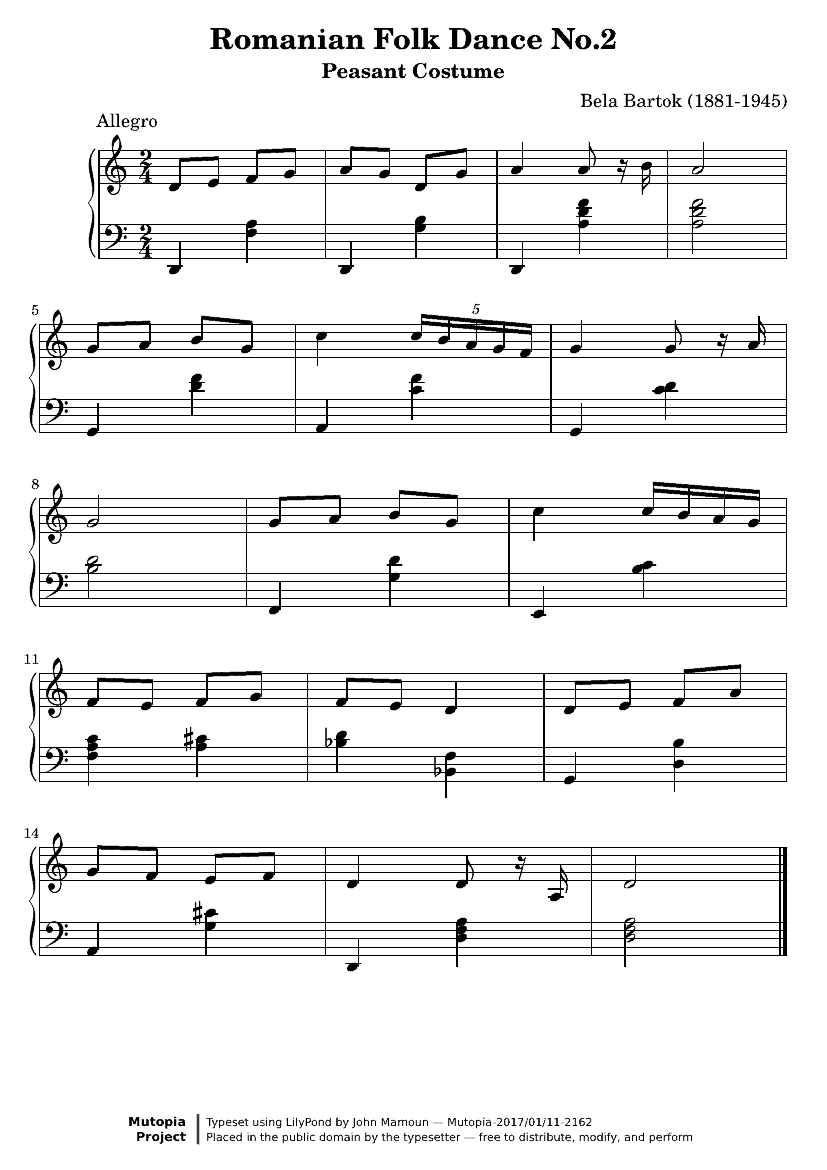 Romanian Folk Dance No.2
Peasant Costume
Bela Bartok (1881-1945)
Allegro
5
5
8
11
14
Mutopia Project
Typeset using LilyPond by John Mamoun — Mutopia-2017/01/11-2162
Placed in the public domain by the typesetter — free to distribute, modify, and perform